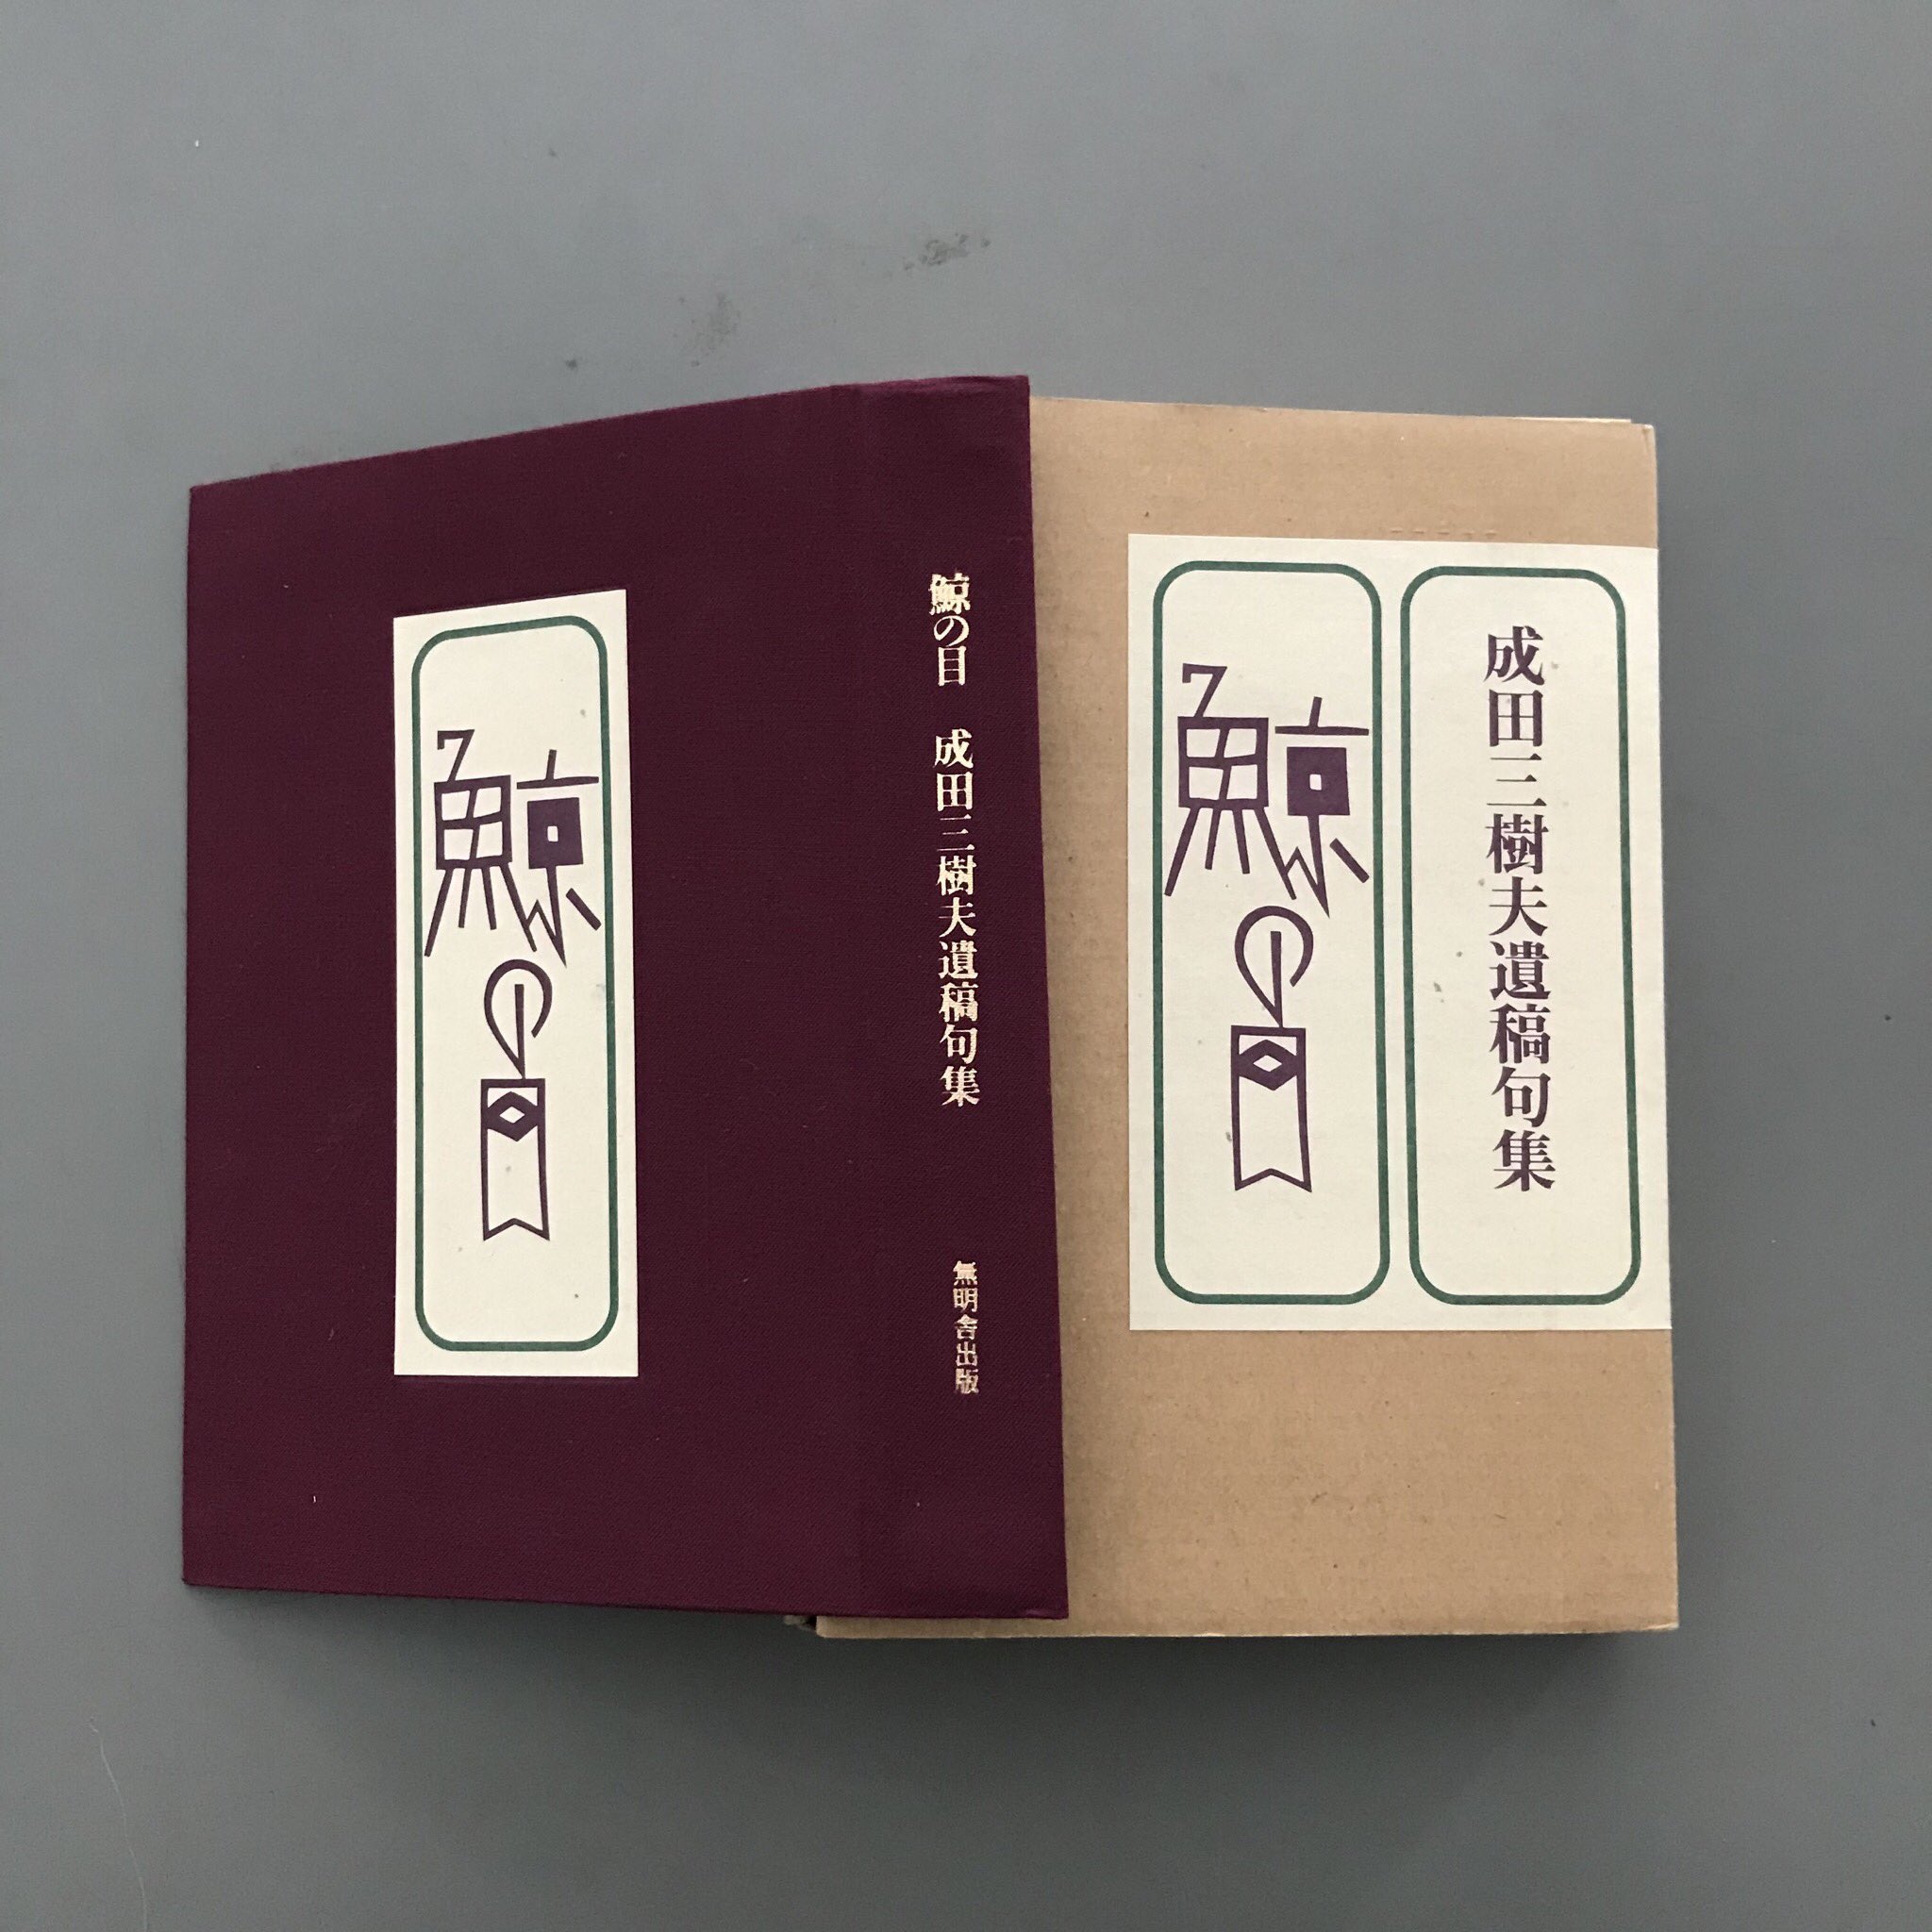 鯨の目
鯨の目 成田三樹夫遺稿句集
無明舎出版
成田三樹夫遺稿句集
鯨の目